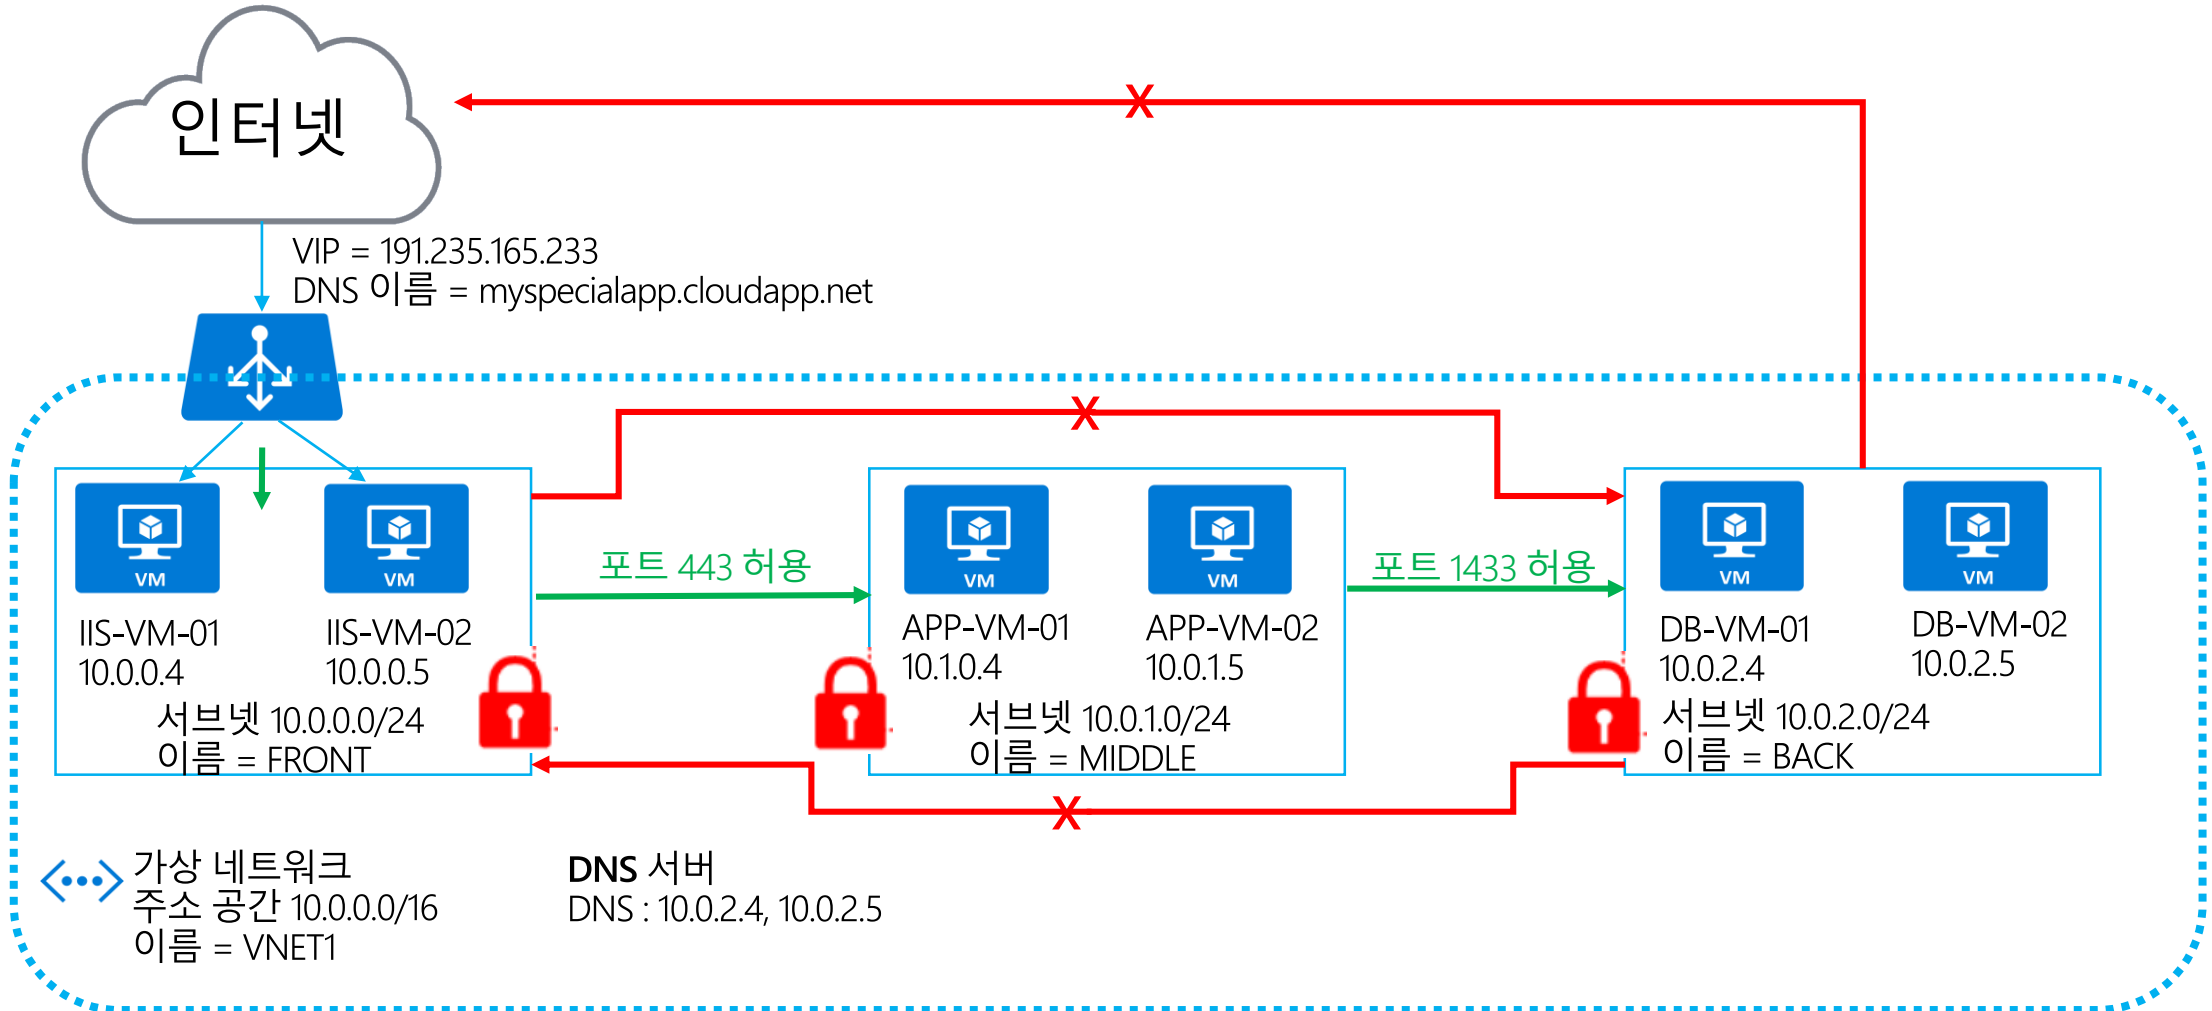 인터넷
VIP = 191.235.165.233
DNS 이름 = myspecialapp.cloudapp.net
X
X
포트 443 허용
포트 1433 허용
VM
VM
VM
VM
VM
VM
IIS-VM-01
10.0.0.4
IIS-VM-02
10.0.0.5
서브넷 10.0.0.0/24
이름 = FRONT
APP-VM-01
10.1.0.4
APP-VM-02
10.0.1.5
서브넷 10.0.1.0/24
이름 = MIDDLE
DB-VM-01
10.0.2.4
DB-VM-02
10.0.2.5
서브넷 10.0.2.0/24
이름 = BACK
X
가상 네트워크
주소 공간 10.0.0.0/16
이름 = VNET1
DNS 서버
DNS : 10.0.2.4, 10.0.2.5